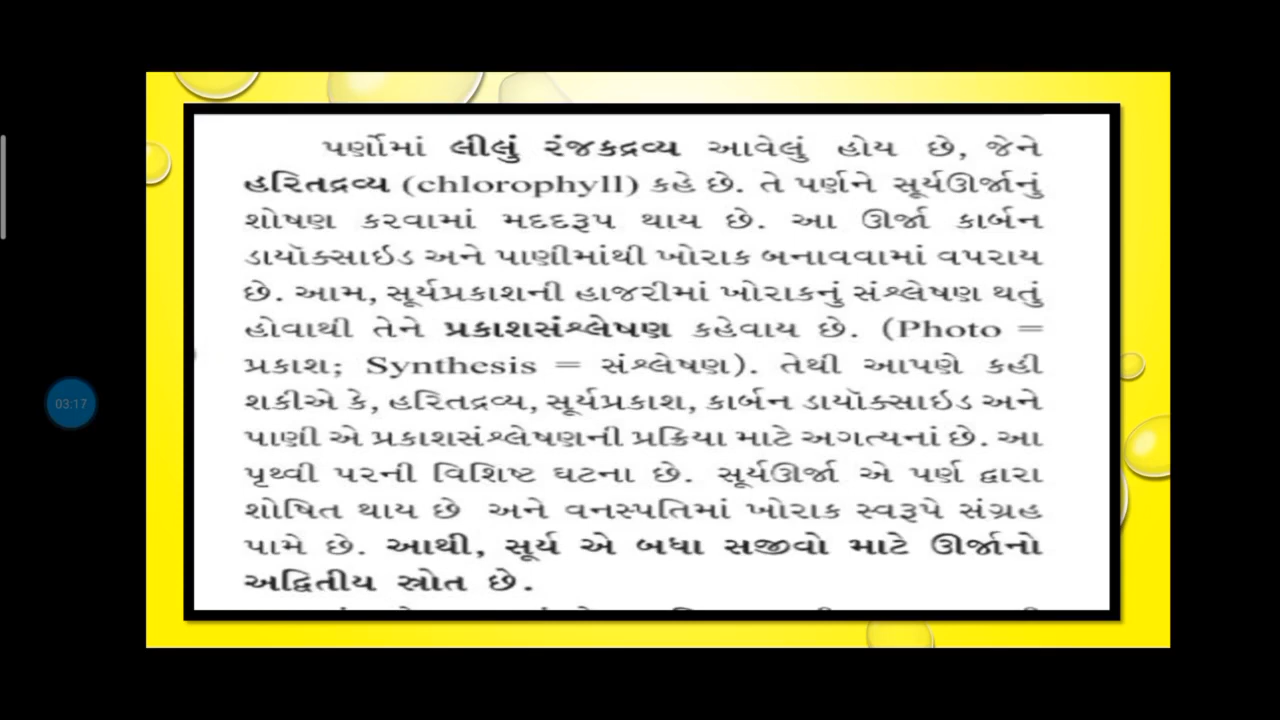 પર્ણોમાં લીલું રંજકદ્રવ્ય આવેલું હોય છે, જેને
હરિતદ્રવ્ય (chlorophyll) કહે છે. તે પર્ણને સૂર્યઊર્જાનું
શોષણ કરવામાં મદદરૂપ થાય છે. આ ઊર્જા કાર્બન
ડાયૉક્સાઇડ અને પાણીમાંથી ખોરાક બનાવવામાં વપરાય
છે. આમ, સૂર્યપ્રકાશની હાજરીમાં ખોરાકનું સંશ્લેષણ થતું
હોવાથી તેને પ્રકાશસંશ્લેષણ કહેવાય છે. (Photo =
પ્રકાશ; Synthesis = સંશ્લેષણ). તેથી આપણે કહી
શકીએ કે, હરિતદ્રવ્ય, સૂર્યપ્રકાશ, કાર્બન ડાયૉક્સાઇડ અને
પાણી એ પ્રકાશસંશ્લેષણની પ્રક્રિયા માટે અગત્યનાં છે. આ
પૃથ્વી પરની વિશિષ્ટ ઘટના છે. સૂર્યઊર્જા એ પર્ણ દ્વારા
શોષિત થાય છે અને વનસ્પતિમાં ખોરાક સ્વરૂપે સંગ્રહ
પામે છે. આથી, સૂર્ય એ બધા સજીવો માટે ઊર્જાનો
અદ્વિતીય સ્રોત છે.
03:17